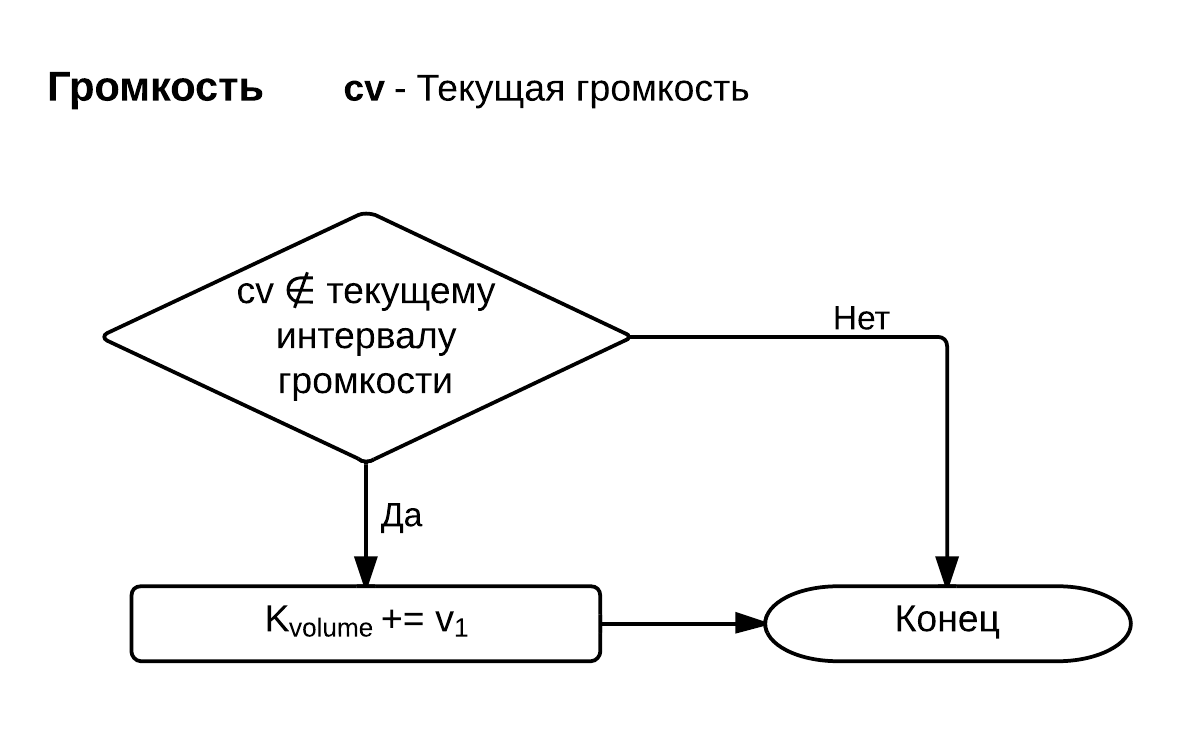 Громкость cv - Текущая громкость
cv ∉ текущему
интервалу
громкости
Нет
Да
Kvolume += v1
Конец